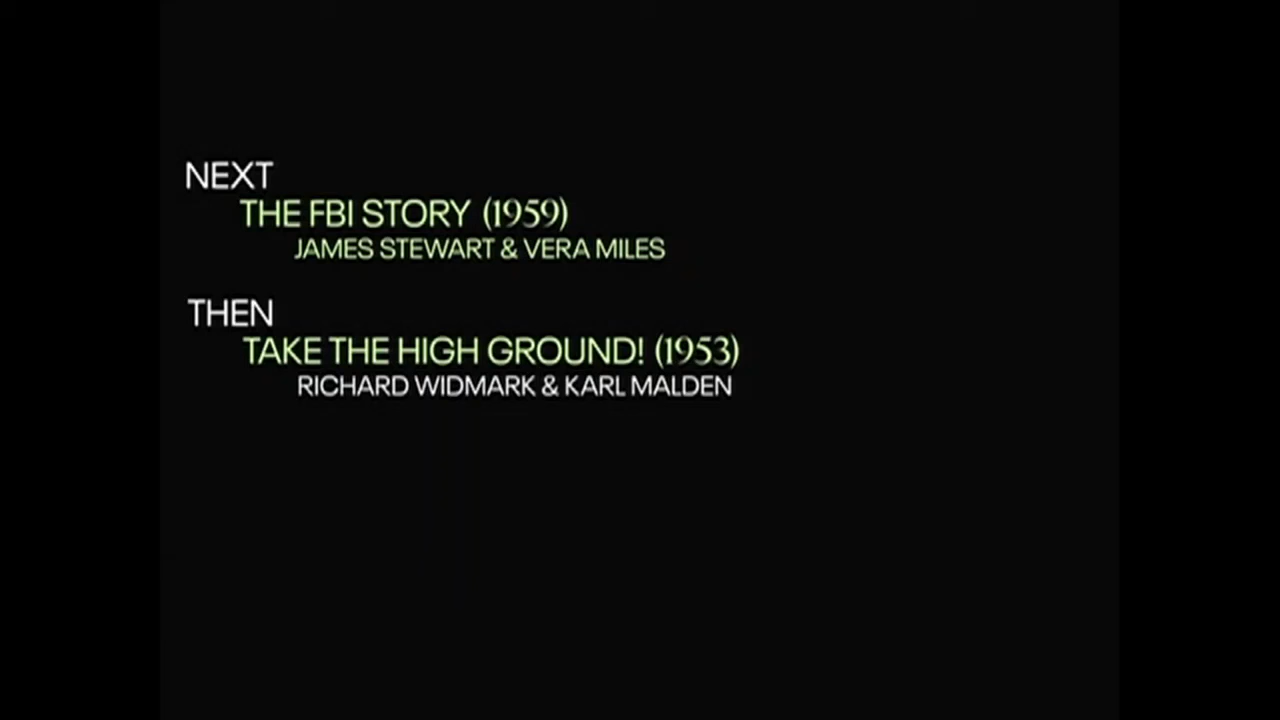 NEXT
THE FBI STORY (1959)
JAMES STEWART & VERA MILES
THEN
TAKE THE HIGH GROUND! (1953)
RICHARD WIDMARK & KARL MALDEN